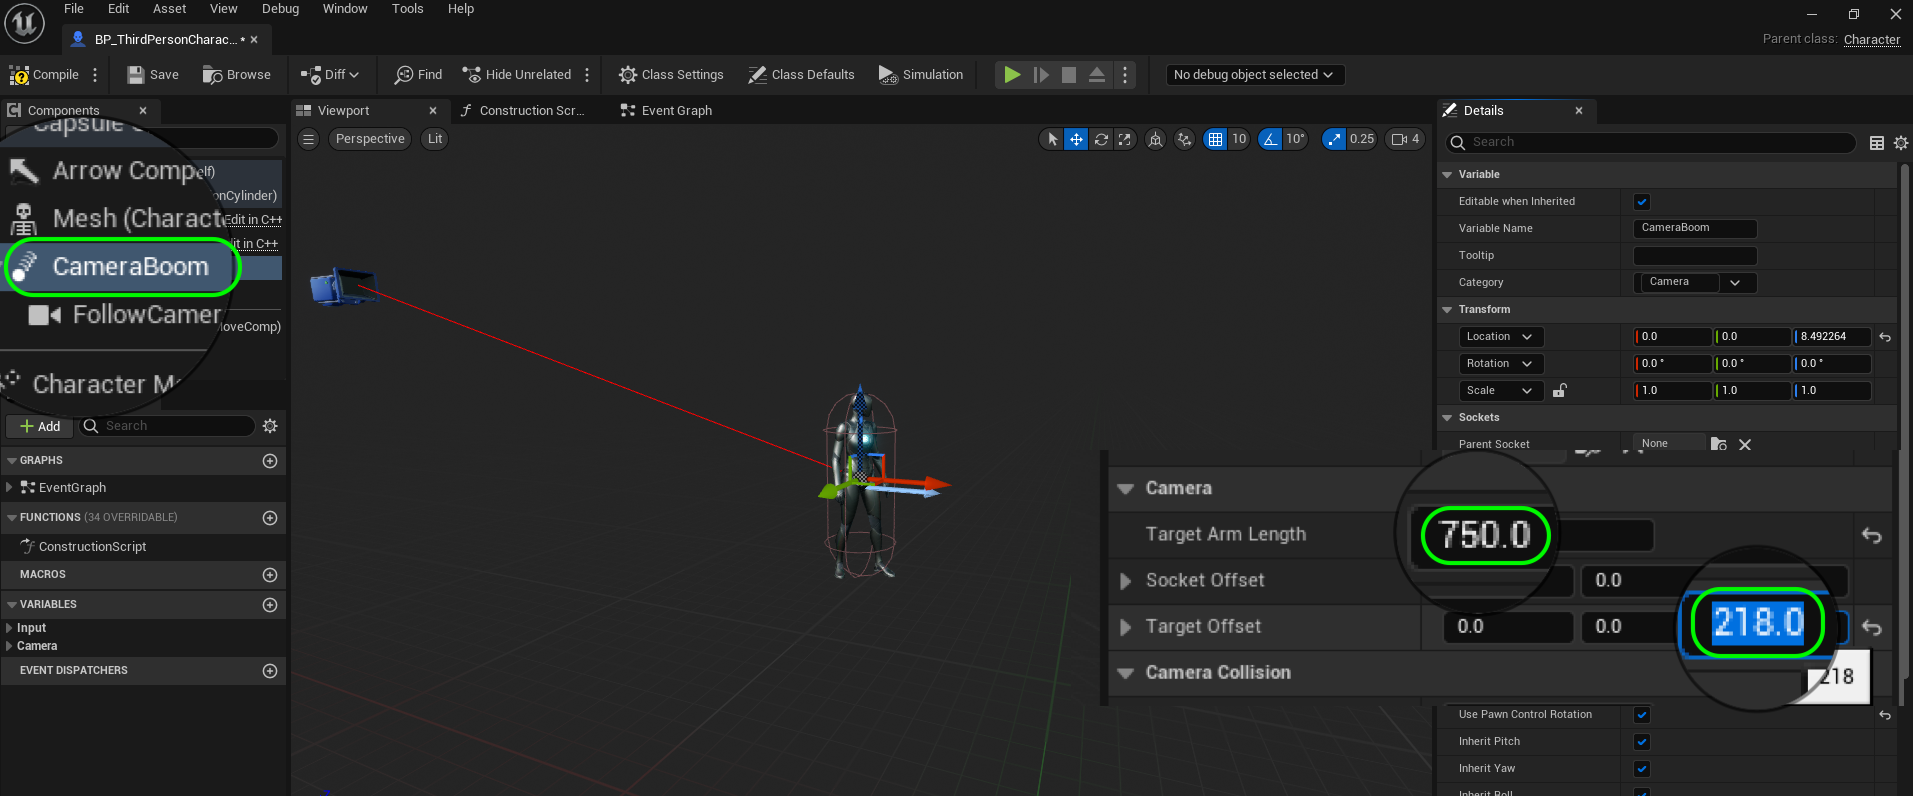 File Edit Asset View Debug Window Tools Help
BP_ThirdPersonCharac... •
Parent class: Character
Compile Save Browse Diff Find Hide Unrelated Class Settings Class Defaults Simulation No debug object selected
Components
Viewport Construction Scr... Event Graph
Details
Perspective Lit 10 10° 0.25 4
Search
Capsule
Arrow Comp elf)
onCylinder)
Mesh (Charact Edit in C++
dit in C++
CameraBoom
FollowCamer
MoveComp)
Character M
Add Search
GRAPHS
EventGraph
FUNCTIONS (34 OVERRIDABLE)
ConstructionScript
MACROS
VARIABLES
Input
Camera
EVENT DISPATCHERS
Variable
Editable when Inherited
Variable Name CameraBoom
Tooltip
Category Camera
Transform
Location 0.0 0.0 8.492264
Rotation 0.0 ° 0.0 ° 0.0 °
Scale 1.0 1.0 1.0
Sockets
Parent Socket None
Camera
Target Arm Length 750.0
Socket Offset 0.0
Target Offset 0.0 0.0 218.0
Camera Collision 218
Use Pawn Control Rotation
Inherit Pitch
Inherit Yaw
Inherit Roll